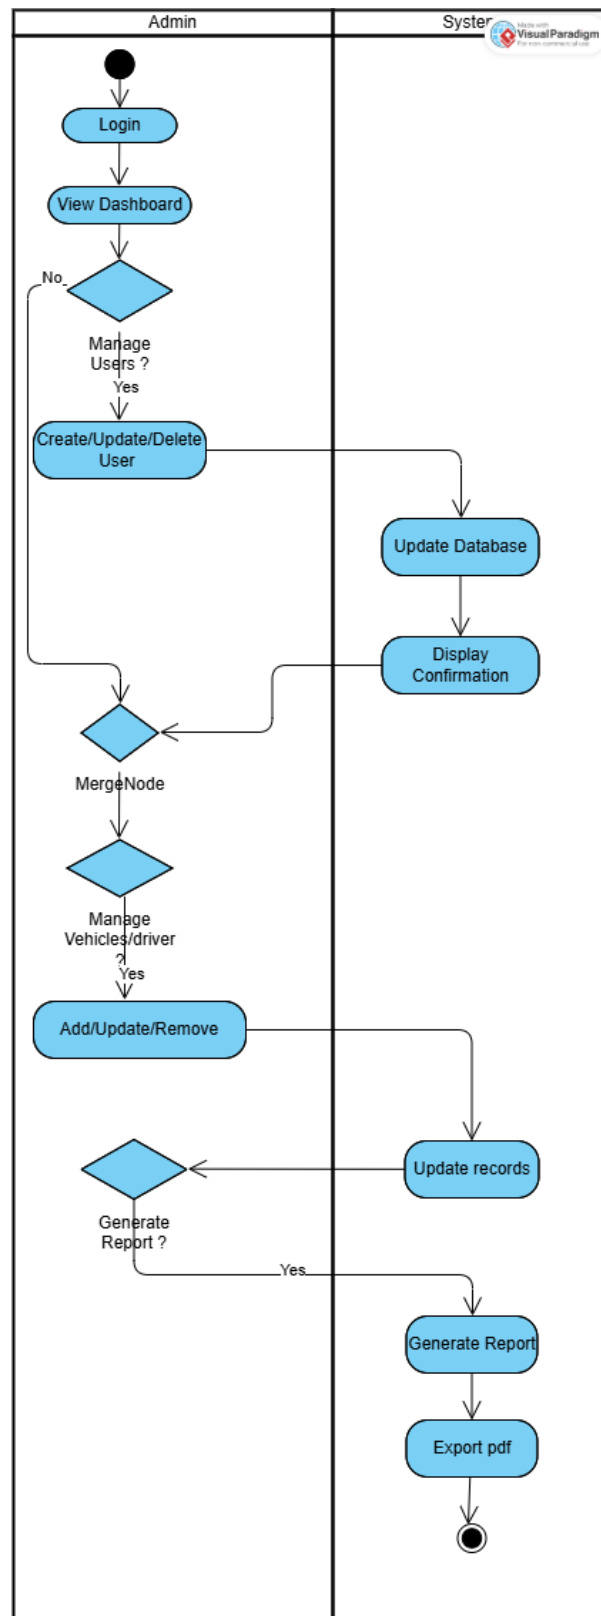 Admin
Syste
Made with
Visual Paradigm
For non-commercial use
Login
View Dashboard
No
Manage
Users ?
Yes
Create/Update/Delete
User
Update Database
Display
Confirmation
MergeNode
Manage
Vehicles/driver
?
Yes
Add/Update/Remove
Update records
Generate
Report ?
Yes
Generate Report
Export pdf